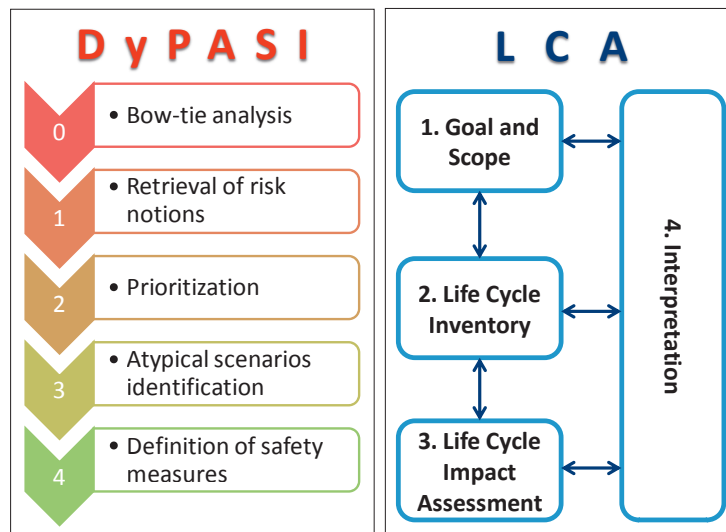 D y P A S I
0
• Bow-tie analysis
1
• Retrieval of risk
notions
2
• Prioritization
3
• Atypical scenarios
identification
4
• Definition of safety
measures
L C A
1. Goal and
Scope
2. Life Cycle
Inventory
3. Life Cycle
Impact
Assessment
4. Interpretation